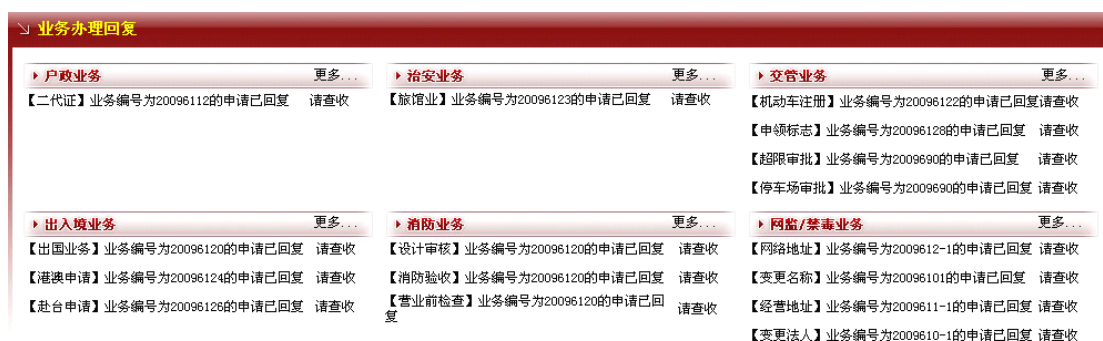 业务办理回复
户政业务 更多...
【二代证】业务编号为20096112的申请已回复 请查收
治安业务 更多...
【旅馆业】业务编号为20096123的申请已回复 请查收
交管业务 更多...
【机动车注册】业务编号为20096122的申请已回复请查收
【申领标志】业务编号为20096128的申请已回复 请查收
【超限审批】业务编号为2009690的申请已回复 请查收
【停车场审批】业务编号为2009690的申请已回复 请查收
出入境业务 更多...
【出国业务】业务编号为20096120的申请已回复 请查收
【港澳申请】业务编号为20096124的申请已回复 请查收
【赴台申请】业务编号为20096126的申请已回复 请查收
消防业务 更多...
【设计审核】业务编号为20096120的申请已回复 请查收
【消防验收】业务编号为20096120的申请已回复 请查收
【营业前检查】业务编号为20096120的申请已回
复 请查收
网监/禁毒业务 更多...
【网络地址】业务编号为2009612-1的申请已回复 请查收
【变更名称】业务编号为20096101的申请已回复 请查收
【经营地址】业务编号为2009611-1的申请已回复 请查收
【变更法人】业务编号为2009610-1的申请已回复 请查收